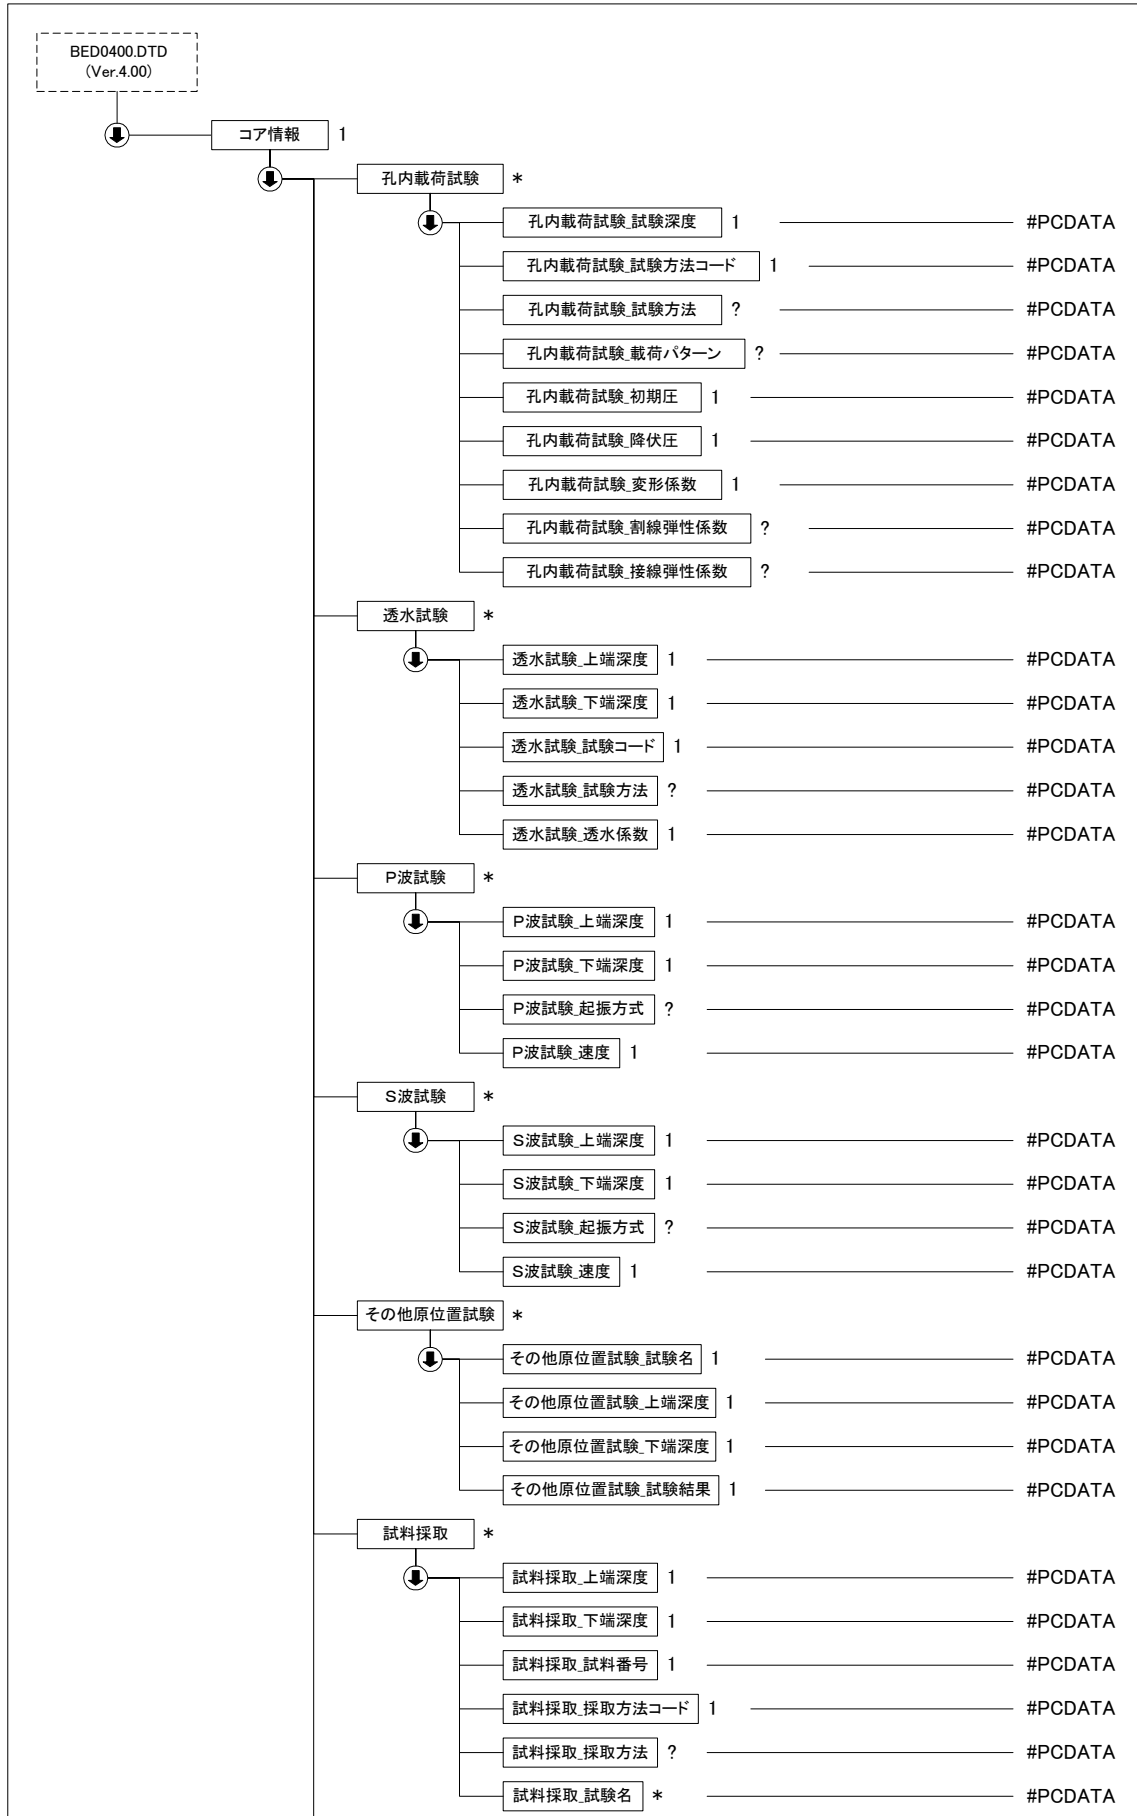 BED0400.DTD
(Ver.4.00)
コア情報 1
孔内載荷試験 *
孔内載荷試験_試験深度 1 #PCDATA
孔内載荷試験_試験方法コード 1 #PCDATA
孔内載荷試験_試験方法 ? #PCDATA
孔内載荷試験_載荷パターン ? #PCDATA
孔内載荷試験_初期圧 1 #PCDATA
孔内載荷試験_降伏圧 1 #PCDATA
孔内載荷試験_変形係数 1 #PCDATA
孔内載荷試験_割線弾性係数 ? #PCDATA
孔内載荷試験_接線弾性係数 ? #PCDATA
透水試験 *
透水試験_上端深度 1 #PCDATA
透水試験_下端深度 1 #PCDATA
透水試験_試験コード 1 #PCDATA
透水試験_試験方法 ? #PCDATA
透水試験_透水係数 1 #PCDATA
P波試験 *
P波試験_上端深度 1 #PCDATA
P波試験_下端深度 1 #PCDATA
P波試験_起振方式 ? #PCDATA
P波試験_速度 1 #PCDATA
S波試験 *
S波試験_上端深度 1 #PCDATA
S波試験_下端深度 1 #PCDATA
S波試験_起振方式 ? #PCDATA
S波試験_速度 1 #PCDATA
その他原位置試験 *
その他原位置試験_試験名 1 #PCDATA
その他原位置試験_上端深度 1 #PCDATA
その他原位置試験_下端深度 1 #PCDATA
その他原位置試験_試験結果 1 #PCDATA
試料採取 *
試料採取_上端深度 1 #PCDATA
試料採取_下端深度 1 #PCDATA
試料採取_試料番号 1 #PCDATA
試料採取_採取方法コード 1 #PCDATA
試料採取_採取方法 ? #PCDATA
試料採取_試験名 * #PCDATA